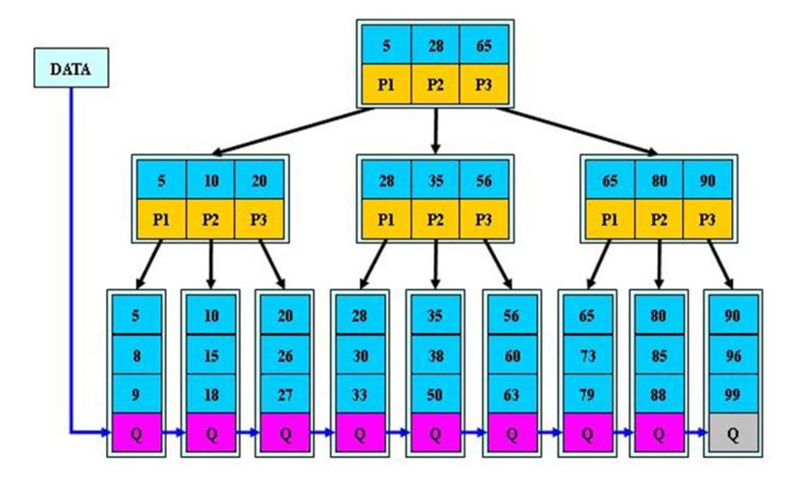 5 28 65
DATA
P1 P2 P3
5 10 20
28 35 56
65 80 90
P1 P2 P3
P1 P2 P3
P1 P2 P3
5 10 20 28 35 56 65 80 90
8 15 26 30 38 60 73 85 96
9 18 27 33 50 63 79 88 99
Q Q Q Q Q Q Q Q Q